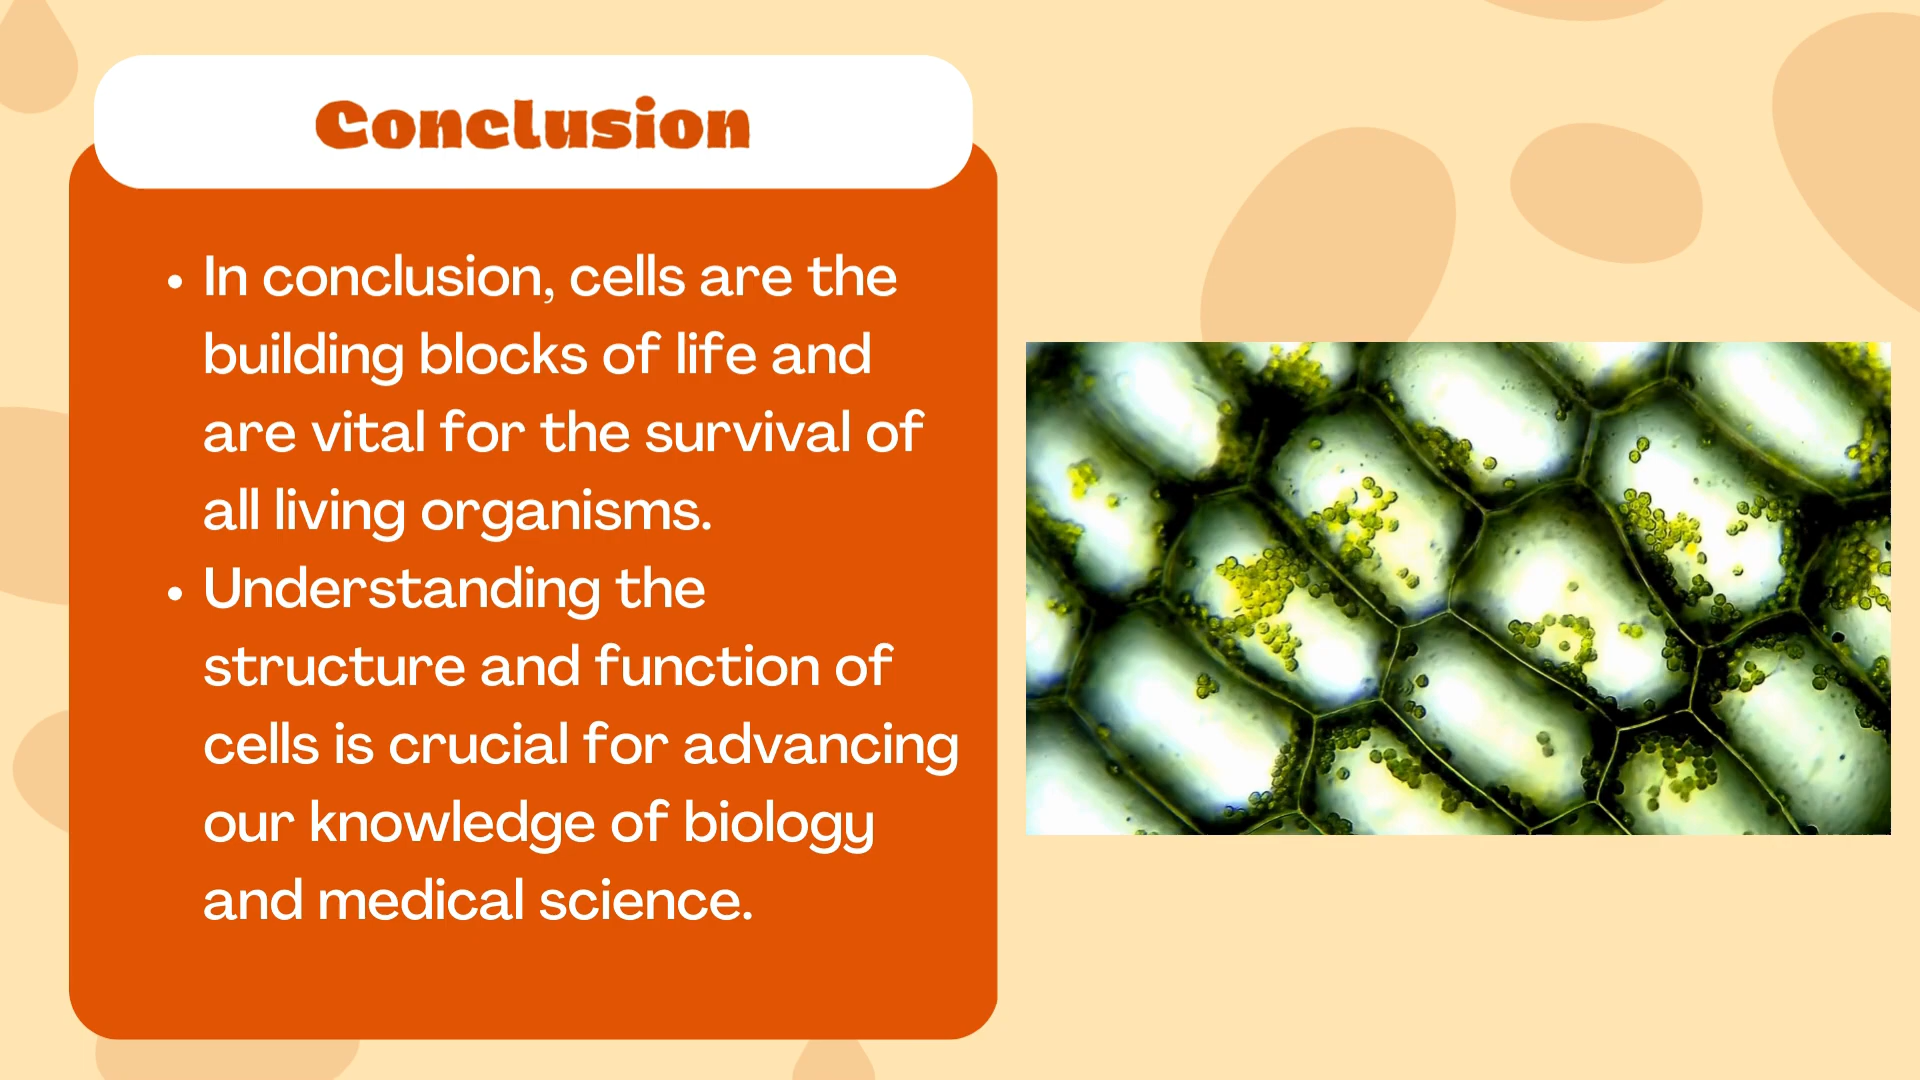 Conclusion
• In conclusion, cells are the
building blocks of life and
are vital for the survival of
all living organisms.
• Understanding the
structure and function of
cells is crucial for advancing
our knowledge of biology
and medical science.